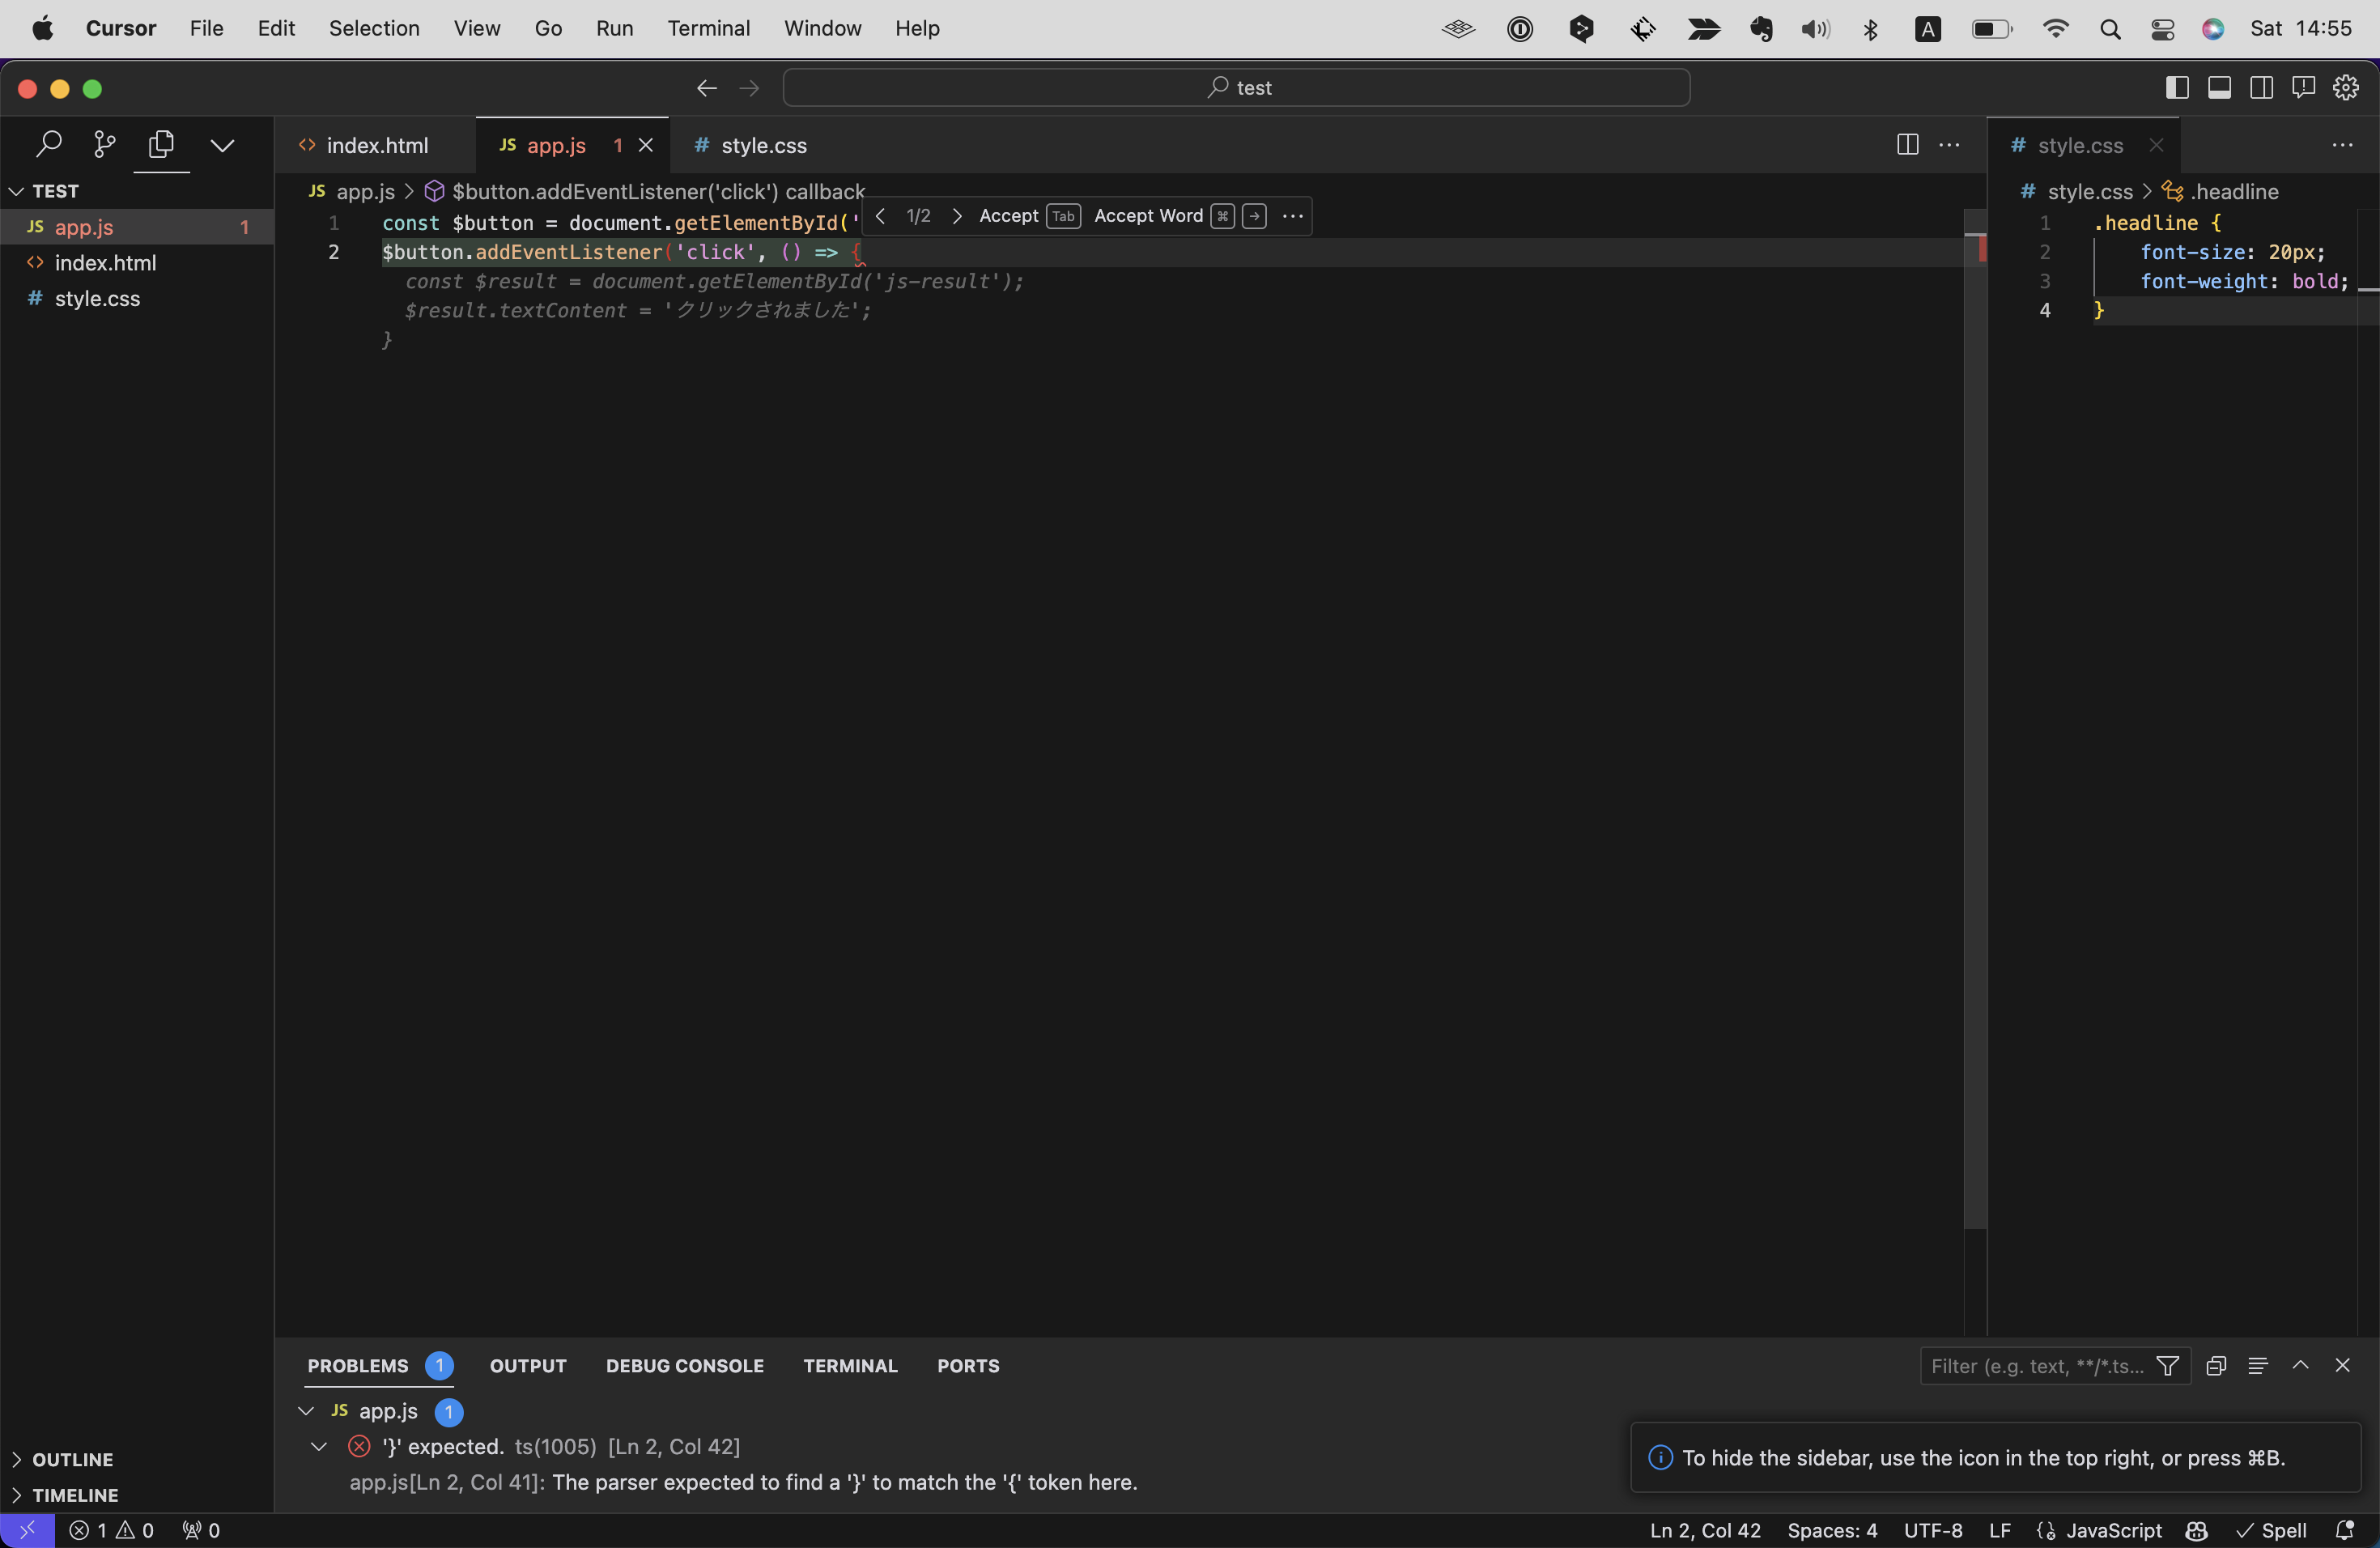 Cursor File Edit Selection View Go Run Terminal Window Help A Sat 14:55
test
index.html
JS app.js 1
# style.css
# style.css
TEST
JS app.js 1
index.html
# style.css
JS app.js > $button.addEventListener('click') callback
1/2 Accept Tab Accept Word ⌘ → ...
1 const $button = document.getElementById('
2 $button.addEventListener('click', () => {
const $result = document.getElementById('js-result');
$result.textContent = 'クリックされました';
}
# style.css > .headline
1 .headline {
2 font-size: 20px;
3 font-weight: bold;
4 }
PROBLEMS 1 OUTPUT DEBUG CONSOLE TERMINAL PORTS
Filter (e.g. text, **/*.ts...
JS app.js 1
'}' expected. ts(1005) [Ln 2, Col 42]
app.js[Ln 2, Col 41]: The parser expected to find a '}' to match the '{' token here.
To hide the sidebar, use the icon in the top right, or press ⌘B.
OUTLINE
TIMELINE
1 0 0
Ln 2, Col 42 Spaces: 4 UTF-8 LF JavaScript Spell